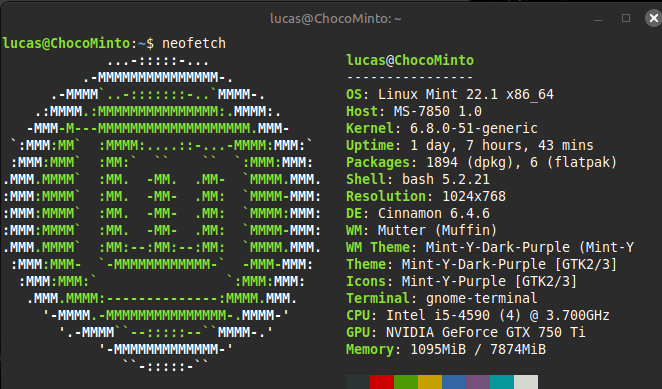 lucas@ChocoMinto: ~
lucas@ChocoMinto:~$ neofetch
...-:::::-...
.-MMMMMMMMMMMMMMM-.
.-MMMM`..-:::::::-..`MMMM-.
.:MMMM.:MMMMMMMMMMMMMMM:.MMMM:.
-MMM-M---MMMMMMMMMMMMMMMMMMM.MMM-
`:MMM:MM`  :MMMM:....::-...-MMMM:MMM:`
:MMM:MMM`  :MM:`  ``    ``  `:MMM:MMM:
.MMM.MMMM`  :MM.  -MM.  .MM-  `MMMM.MMM.
:MMM:MMMM`  :MM.  -MM-  .MM:  `MMMM-MMM:
:MMM:MMMM`  :MM.  -MM-  .MM:  `MMMM:MMM:
:MMM:MMMM`  :MM.  -MM-  .MM:  `MMMM-MMM:
.MMM.MMMM`  :MM:--:MM:--:MM:  `MMMM.MMM.
:MMM:MMM-  `-MMMMMMMMMMMM-`  -MMM-MMM:
:MMM:MMM:`                `:MMM:MMM:
.MMM.MMMM:--------------:MMMM.MMM.
'-MMMM.-MMMMMMMMMMMMMMM-.MMMM-'
'.-MMMM``--:::::--``MMMM-.'
'-MMMMMMMMMMMMM-'
``-:::::-``
lucas@ChocoMinto
----------------
OS: Linux Mint 22.1 x86_64
Host: MS-7850 1.0
Kernel: 6.8.0-51-generic
Uptime: 1 day, 7 hours, 43 mins
Packages: 1894 (dpkg), 6 (flatpak)
Shell: bash 5.2.21
Resolution: 1024x768
DE: Cinnamon 6.4.6
WM: Mutter (Muffin)
WM Theme: Mint-Y-Dark-Purple (Mint-Y
Theme: Mint-Y-Dark-Purple [GTK2/3]
Icons: Mint-Y-Purple [GTK2/3]
Terminal: gnome-terminal
CPU: Intel i5-4590 (4) @ 3.700GHz
GPU: NVIDIA GeForce GTX 750 Ti
Memory: 1095MiB / 7874MiB